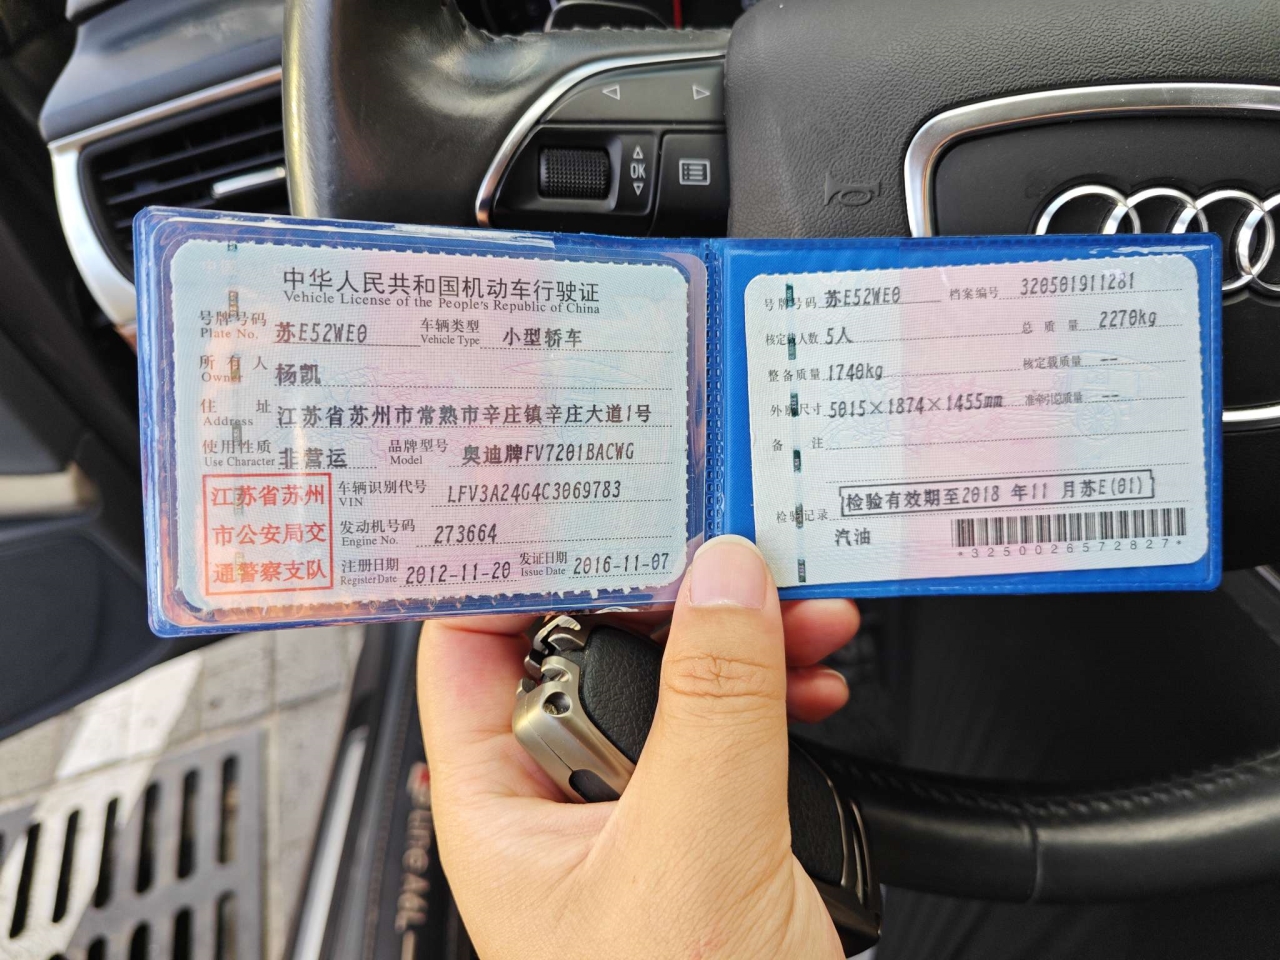 OK
中华人民共和国机动车行驶证
Vehicle License of the People's Republic of China
号牌号码 苏E52WE0 车辆类型 小型轿车
Plate No. Vehicle Type
所有人 杨凯
Owner
住址 江苏省苏州市常熟市辛庄镇辛庄大道1号
Address
使用性质 非营运 品牌型号 奥迪牌FV7201BACWG
Use Character Model
江苏省苏州
市公安局交
通警察支队
车辆识别代号 LFV3A24G4C3069783
VIN
发动机号码 273664
Engine No.
注册日期 2012-11-20 发证日期 2016-11-07
Register Date Issue Date
号牌号码 苏E52WE0 档案编号 320501911281
核定载人数 5人 总质量 2270kg
整备质量 1740kg 核定载质量 --
外廓尺寸 5015×1874×1455mm 准牵引总质量 --
备注
检验记录 检验有效期至2018年11月苏E(01)
汽油
*3250026572827*